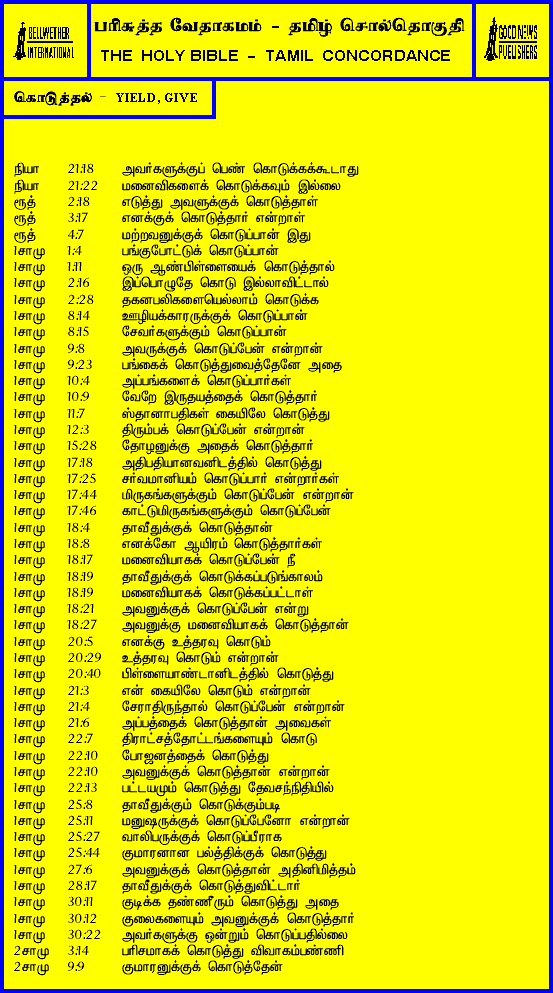 BELLWETHER
INTERNATIONAL
பரிசுத்த வேதாகமம் - தமிழ் சொல்தொகுதி
THE HOLY BIBLE - TAMIL CONCORDANCE
GOOD NEWS
PUBLISHERS
கொடுத்தல் - YIELD, GIVE
நியா 21:18 அவர்களுக்குப் பெண் கொடுக்கக்கூடாது
நியா 21:22 மனைவிகளைக் கொடுக்கவும் இல்லை
ரூத் 2:18 எடுத்து அவளுக்குக் கொடுத்தாள்
ரூத் 3:17 எனக்குக் கொடுத்தார் என்றாள்
ரூத் 4:7 மற்றவனுக்குக் கொடுப்பான் இது
1சாமு 1:4 பங்குபோட்டுக் கொடுப்பான்
1சாமு 1:11 ஒரு ஆண்பிள்ளையைக் கொடுத்தால்
1சாமு 2:16 இப்பொழுதே கொடு இல்லாவிட்டால்
1சாமு 2:28 தகனபலிகளையெல்லாம் கொடுக்க
1சாமு 8:14 ஊழியக்காரருக்குக் கொடுப்பான்
1சாமு 8:15 சேவர்களுக்கும் கொடுப்பான்
1சாமு 9:8 அவருக்குக் கொடுப்பேன் என்றான்
1சாமு 9:23 பங்கைக் கொடுத்துவைத்தேனே அதை
1சாமு 10:4 அப்பங்களைக் கொடுப்பார்கள்
1சாமு 10:9 வேறே இருதயத்தைக் கொடுத்தார்
1சாமு 11:7 ஸ்தானாபதிகள் கையிலே கொடுத்து
1சாமு 12:3 திரும்பக் கொடுப்பேன் என்றான்
1சாமு 15:28 தோழனுக்கு அதைக் கொடுத்தார்
1சாமு 17:18 அதிபதியானவனிடத்தில் கொடுத்து
1சாமு 17:25 சர்வமானியம் கொடுப்பார் என்றார்கள்
1சாமு 17:44 மிருகங்களுக்கும் கொடுப்பேன் என்றான்
1சாமு 17:46 காட்டுமிருகங்களுக்கும் கொடுப்பேன்
1சாமு 18:4 தாவீதுக்குக் கொடுத்தான்
1சாமு 18:8 எனக்கோ ஆயிரம் கொடுத்தார்கள்
1சாமு 18:17 மனைவியாகக் கொடுப்பேன் நீ
1சாமு 18:19 தாவீதுக்குக் கொடுக்கப்படுங்காலம்
1சாமு 18:19 மனைவியாகக் கொடுக்கப்பட்டாள்
1சாமு 18:21 அவனுக்குக் கொடுப்பேன் என்று
1சாமு 18:27 அவனுக்கு மனைவியாகக் கொடுத்தான்
1சாமு 20:5 எனக்கு உத்தரவு கொடும்
1சாமு 20:29 உத்தரவு கொடும் என்றான்
1சாமு 20:40 பிள்ளையாண்டானிடத்தில் கொடுத்து
1சாமு 21:3 என் கையிலே கொடும் என்றான்
1சாமு 21:4 சேராதிருந்தால் கொடுப்பேன் என்றான்
1சாமு 21:6 அப்பத்தைக் கொடுத்தான் அவைகள்
1சாமு 22:7 திராட்சத்தோட்டங்களையும் கொடு
1சாமு 22:10 போஜனத்தைக் கொடுத்து
1சாமு 22:10 அவனுக்குக் கொடுத்தான் என்றான்
1சாமு 22:13 பட்டயமும் கொடுத்து தேவசந்நிதியில்
1சாமு 25:8 தாவீதுக்கும் கொடுக்கும்படி
1சாமு 25:11 மனுஷருக்குக் கொடுப்பேனோ என்றான்
1சாமு 25:27 வாலிபருக்குக் கொடுப்பீராக
1சாமு 25:44 குமாரனான பல்த்திக்குக் கொடுத்து
1சாமு 27:6 அவனுக்குக் கொடுத்தான் அதினிமித்தம்
1சாமு 28:17 தாவீதுக்குக் கொடுத்துவிட்டார்
1சாமு 30:11 குடிக்க தண்ணீரும் கொடுத்து அதை
1சாமு 30:12 குலைகளையும் அவனுக்குக் கொடுத்தார்
1சாமு 30:22 அவர்களுக்கு ஒன்றும் கொடுப்பதில்லை
2சாமு 3:14 பரிசமாகக் கொடுத்து விவாகம்பண்ணி
2சாமு 9:9 குமாரனுக்குக் கொடுத்தேன்